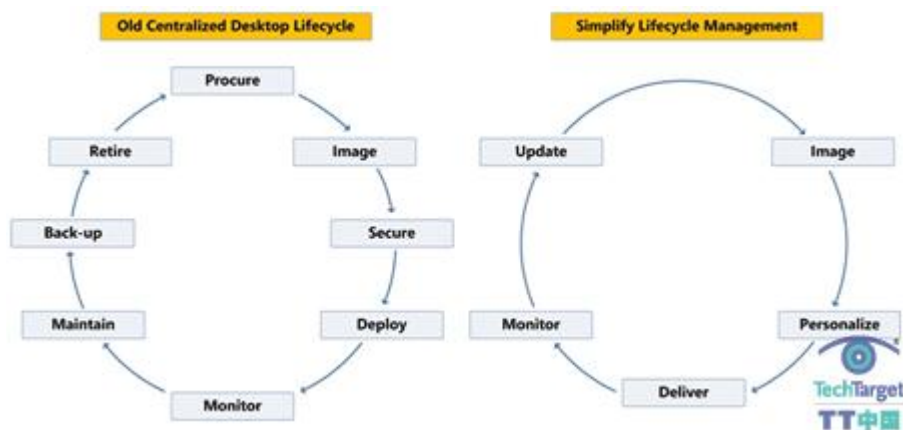 Old Centralized Desktop Lifecycle
Simplify Lifecycle Management
Procure
Retire
Image
Back-up
Secure
Maintain
Deploy
Monitor
Update
Image
Monitor
Personalize
Deliver
TechTarget
TT中国